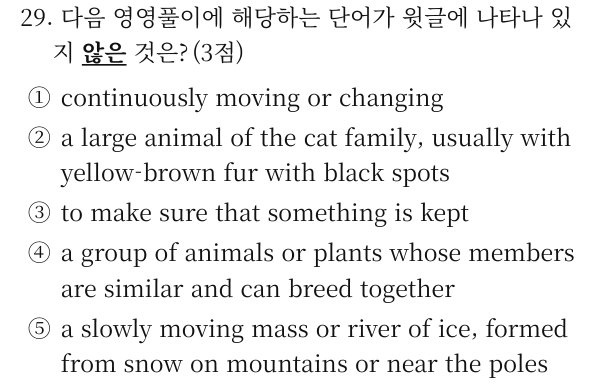 29. 다음 영영풀이에 해당하는 단어가 윗글에 나타나 있
지 않은 것은? (3점)
① continuously moving or changing
② a large animal of the cat family, usually with
yellow-brown fur with black spots
③ to make sure that something is kept
④ a group of animals or plants whose members
are similar and can breed together
⑤ a slowly moving mass or river of ice, formed
from snow on mountains or near the poles